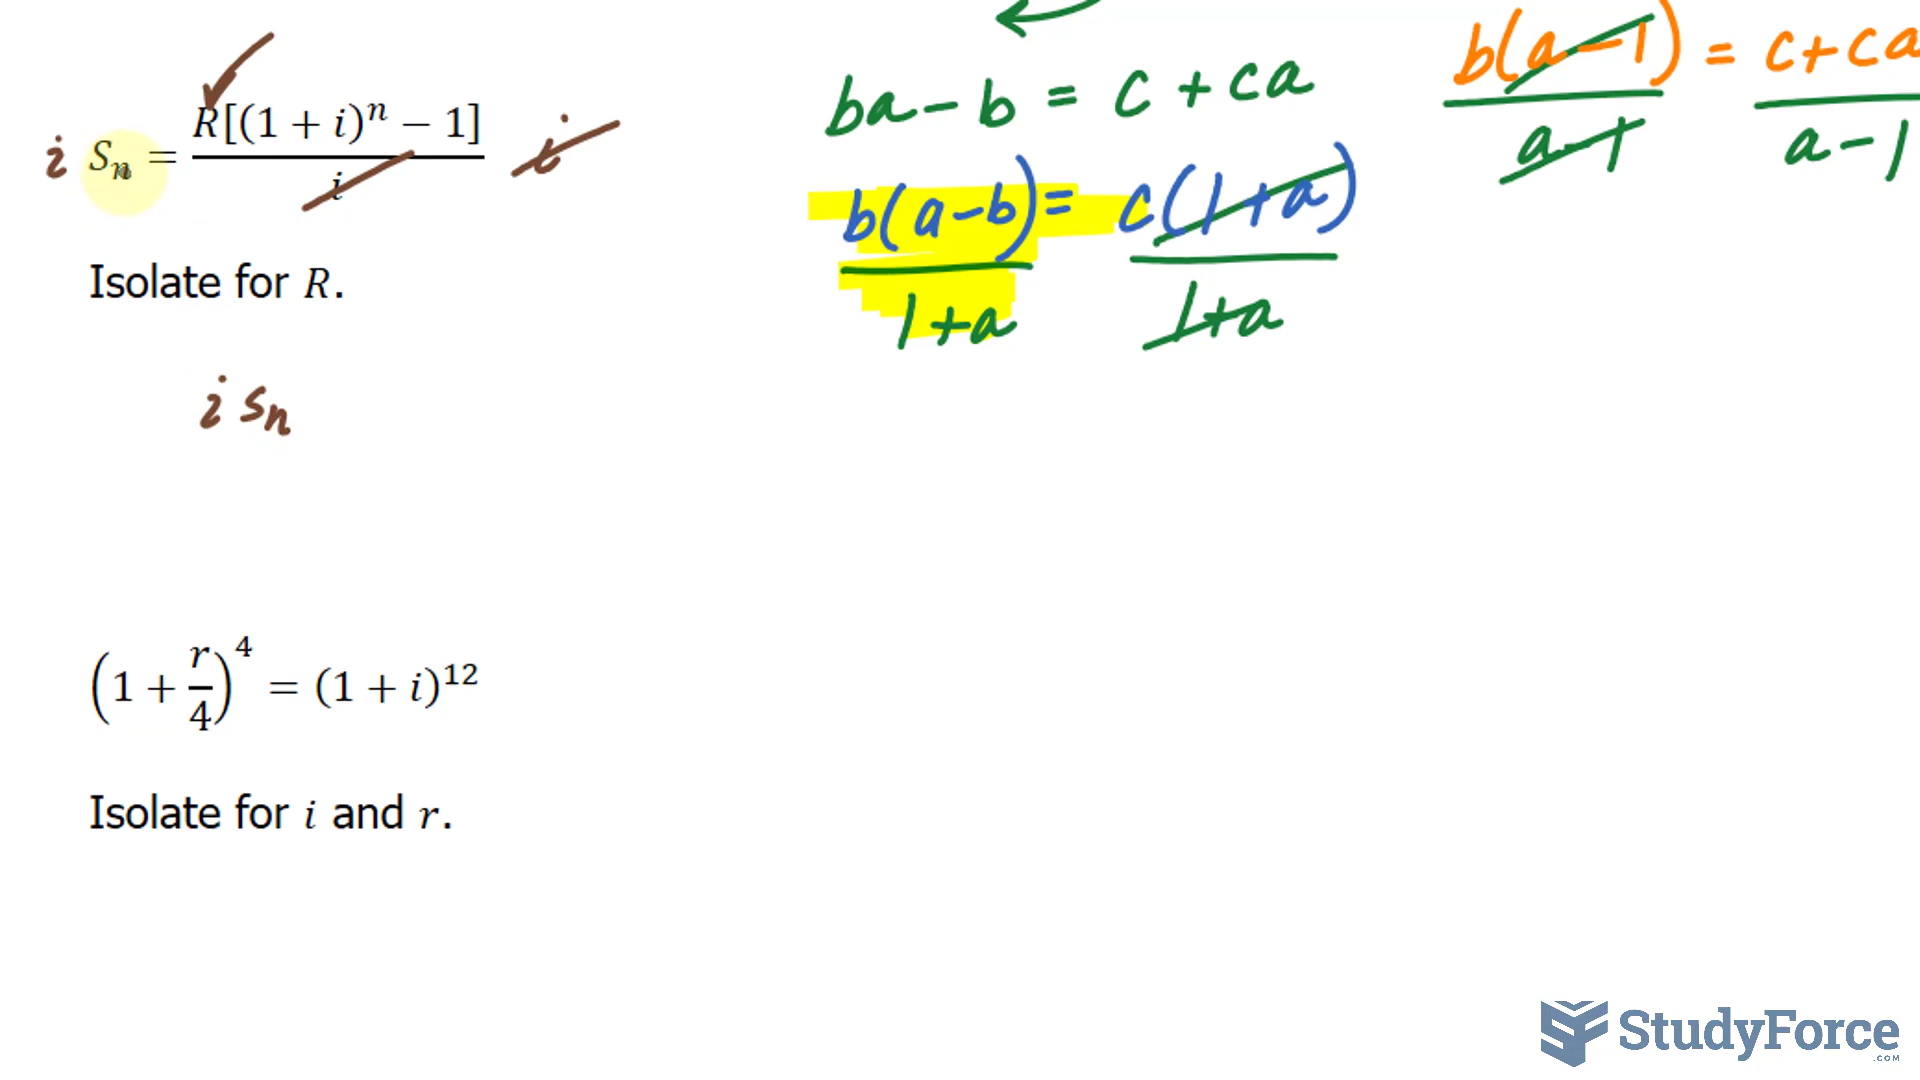 i Sₙ = R[(1 + i)ⁿ − 1] / i  i
Isolate for R.
i sₙ
(1 + r/4)⁴ = (1 + i)¹²
Isolate for i and r.
ba − b = c + ca
b(a − b) / 1 + a = c(1 + a) / 1 + a
b(a − 1) / a − 1 = c + ca / a − 1
StudyForce
.COM